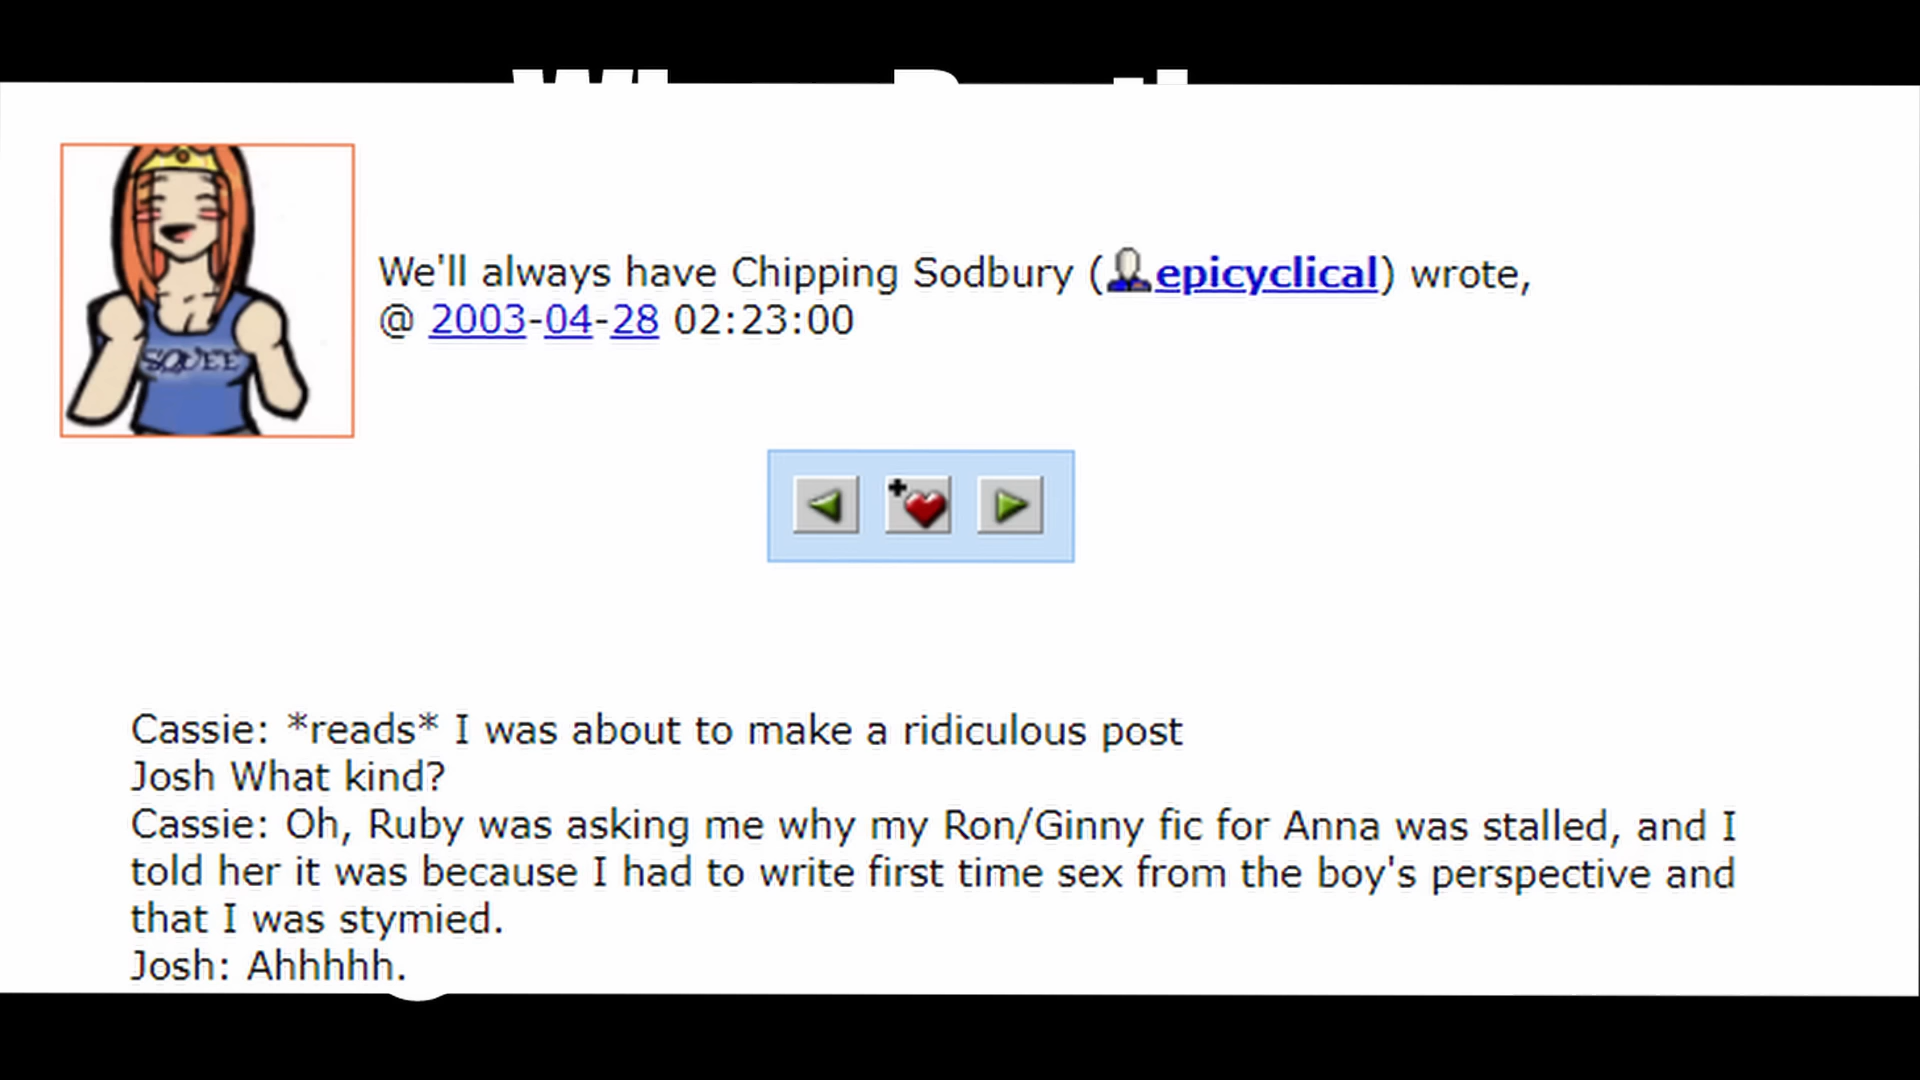 SQUEE
We'll always have Chipping Sodbury (epicyclical) wrote,
@ 2003-04-28 02:23:00
Cassie: *reads* I was about to make a ridiculous post
Josh What kind?
Cassie: Oh, Ruby was asking me why my Ron/Ginny fic for Anna was stalled, and I
told her it was because I had to write first time sex from the boy's perspective and
that I was stymied.
Josh: Ahhhhh.